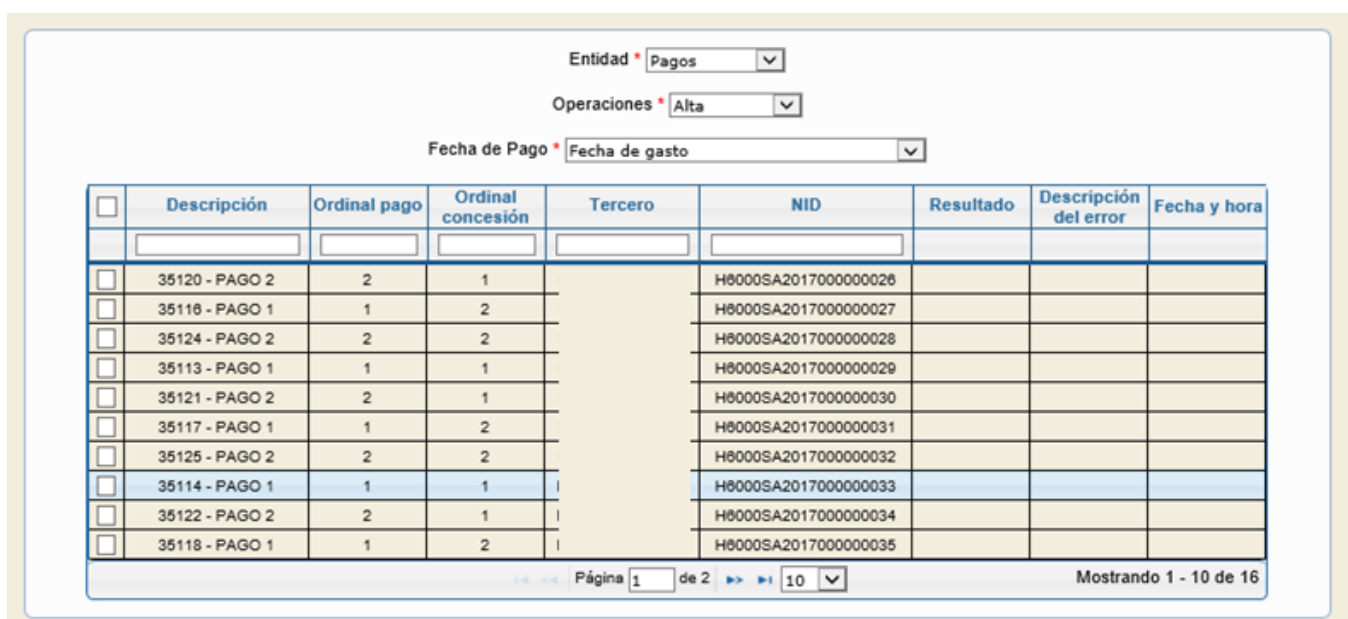 Entidad * Pagos
Operaciones * Alta
Fecha de Pago * Fecha de gasto
Descripción Ordinal pago Ordinal concesión Tercero NID Resultado Descripción del error Fecha y hora
35120 - PAGO 2 2 1 H6000SA2017000000026
35116 - PAGO 1 1 2 H6000SA2017000000027
35124 - PAGO 2 2 2 H6000SA2017000000028
35113 - PAGO 1 1 1 H6000SA2017000000029
35121 - PAGO 2 2 1 H6000SA2017000000030
35117 - PAGO 1 1 2 H6000SA2017000000031
35125 - PAGO 2 2 2 H6000SA2017000000032
35114 - PAGO 1 1 1 H6000SA2017000000033
35122 - PAGO 2 2 1 H6000SA2017000000034
35118 - PAGO 1 1 2 H6000SA2017000000035
Página 1 de 2 10 Mostrando 1 - 10 de 16